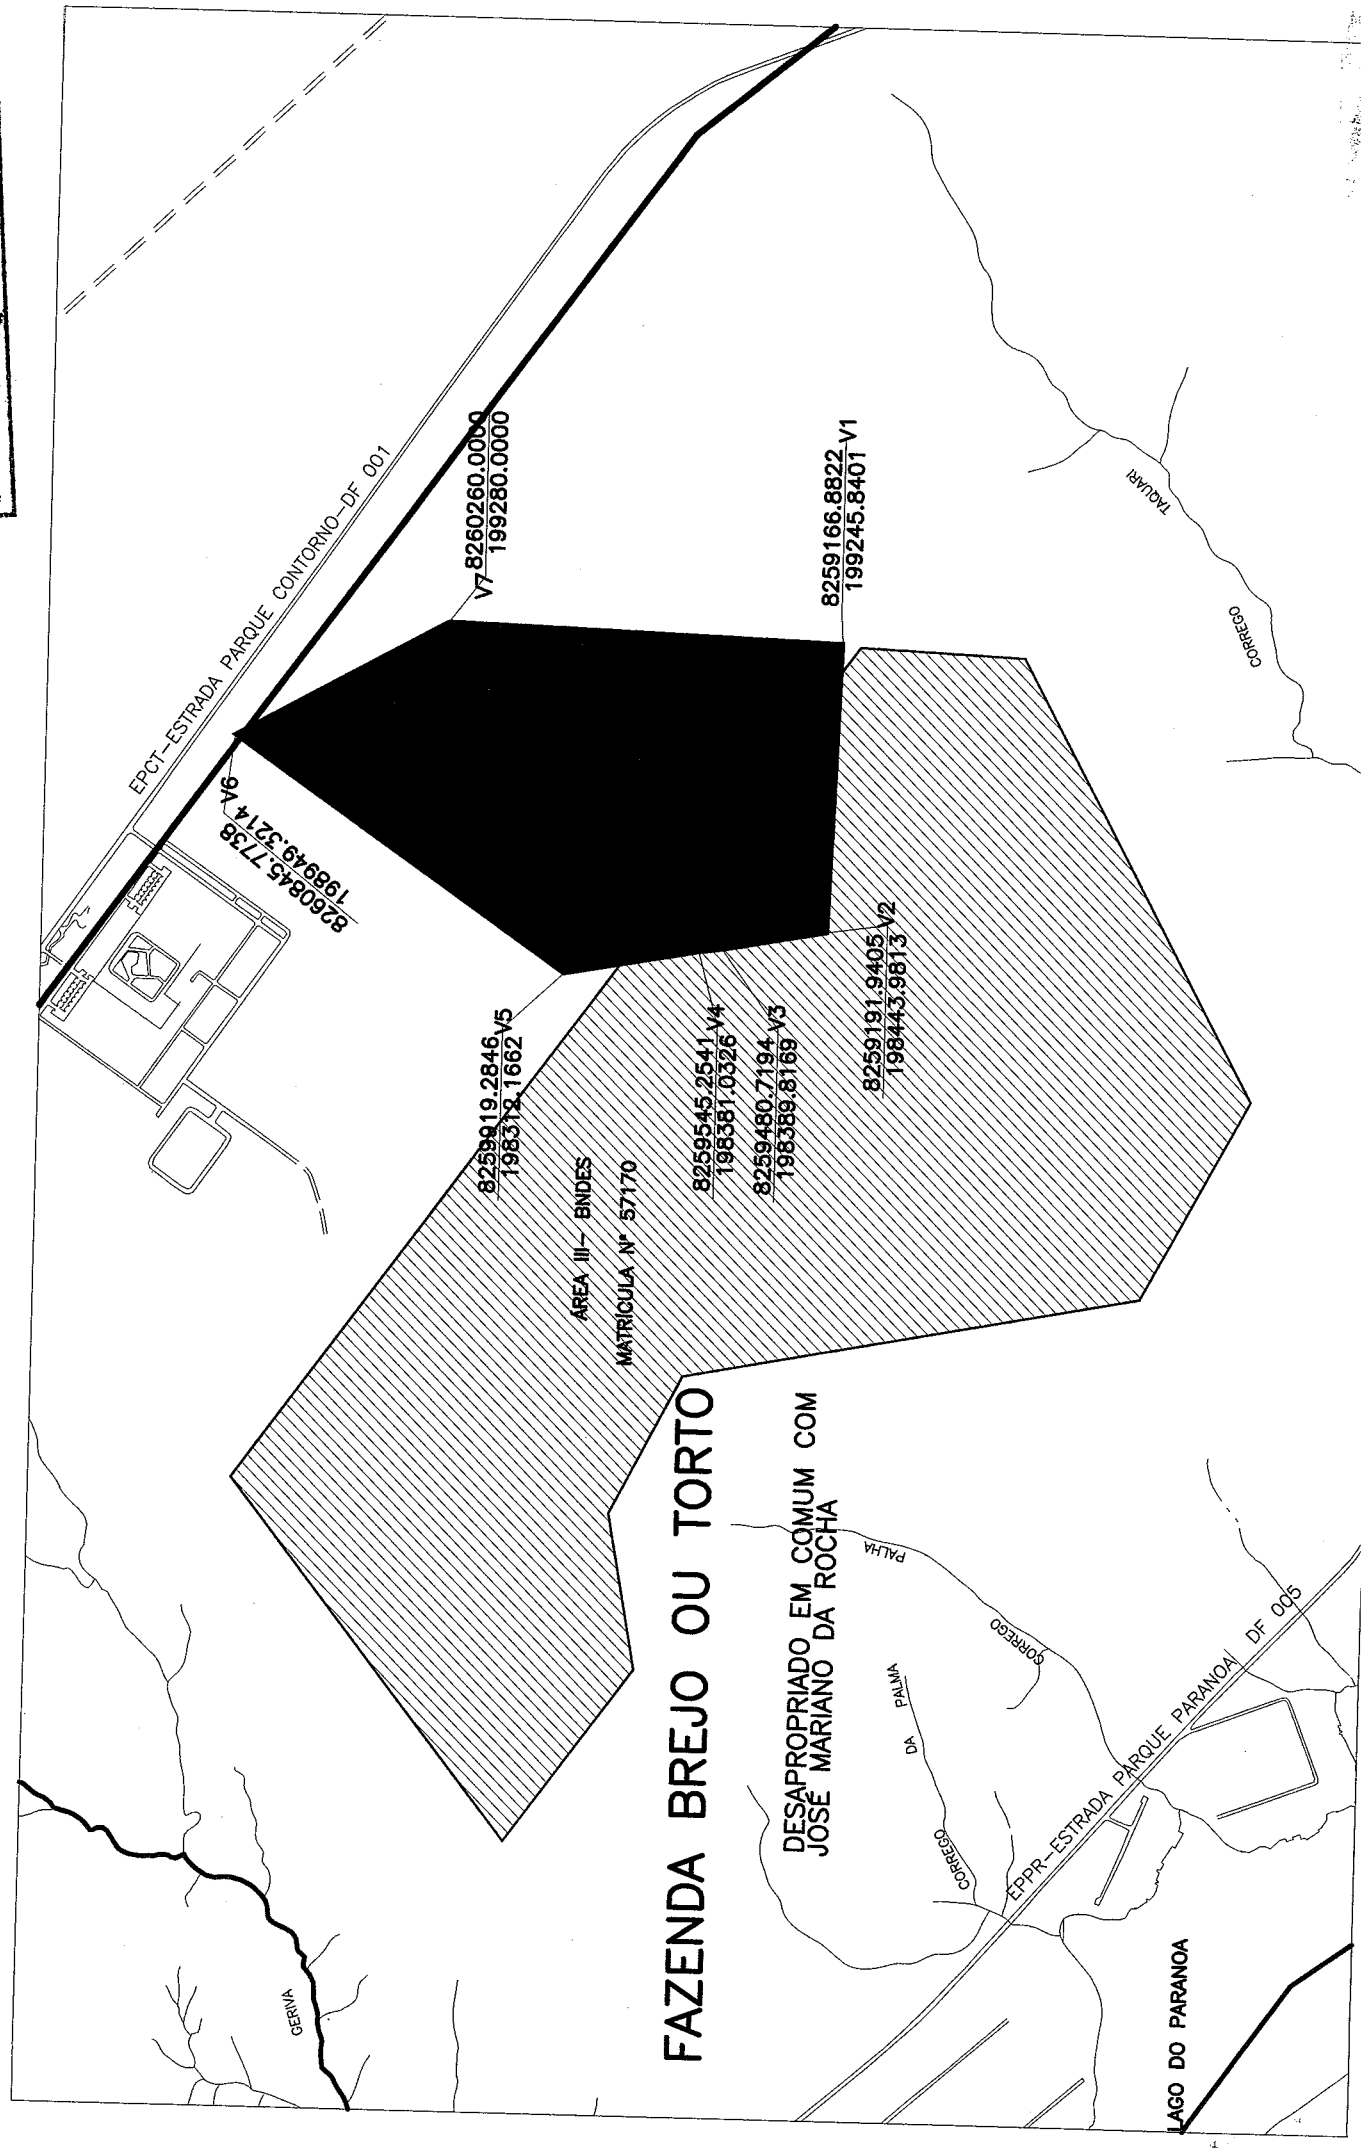 EPCT-ESTRADA PARQUE CONTORNO-DF 001
V6
8260845.7738
198949.3214
V7
8260260.0000
199280.0000
8259166.8822 V1
199245.8401
8259919.2846 V5
198312.1662
8259545.2541 V4
198381.0326
8259480.7194 V3
198389.8169
8259191.9405 V2
198443.9813
ÁREA III- BNDES
MATRÍCULA Nº 57170
FAZENDA BREJO OU TORTO
DESAPROPRIADO EM COMUM COM
JOSÉ MARIANO DA ROCHA
CORREGO
TAQUARI
CORREGO
PALHA
CORREGO
DA
PALMA
EPPR-ESTRADA PARQUE PARANOA DF 005
GERIVA
LAGO DO PARANOA